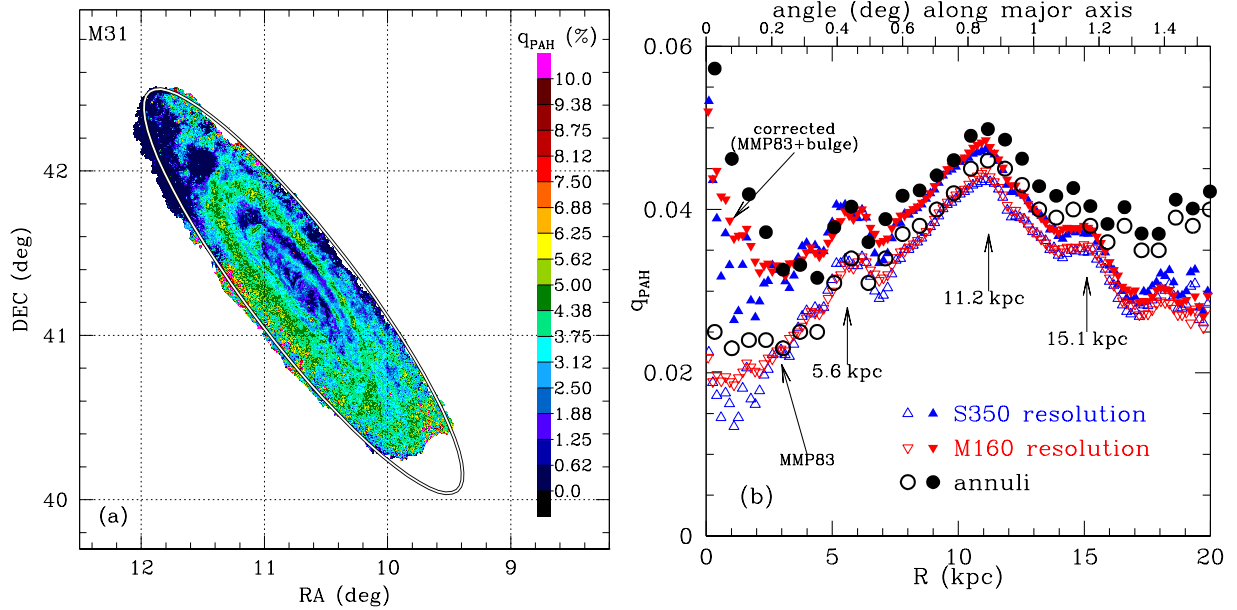 M31
q_PAH (%)
10.0
9.38
8.75
8.12
7.50
6.88
6.25
5.62
5.00
4.38
3.75
3.12
2.50
1.88
1.25
0.62
0.0
42
41
40
DEC (deg)
(a)
12 11 10 9
RA (deg)
angle (deg) along major axis
0 0.2 0.4 0.6 0.8 1 1.2 1.4
0.06
0.04
0.02
0
q_PAH
corrected
(MMP83+bulge)
11.2 kpc
15.1 kpc
5.6 kpc
MMP83
S350 resolution
M160 resolution
annuli
(b)
0 5 10 15 20
R (kpc)